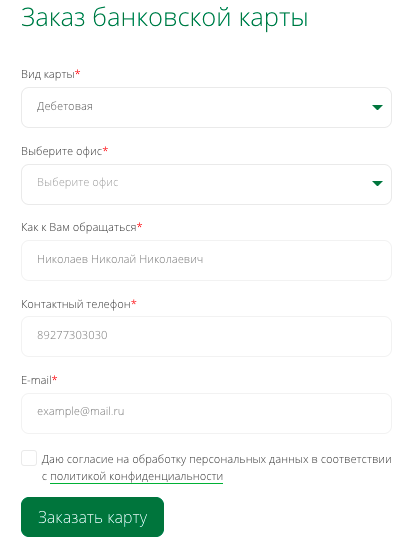 Заказ банковской карты
Вид карты*
Дебетовая
Выберите офис*
Выберите офис
Как к Вам обращаться*
Николаев Николай Николаевич
Контактный телефон*
89277303030
E-mail*
example@mail.ru
Даю согласие на обработку персональных данных в соответствии
с политикой конфиденциальности
Заказать карту